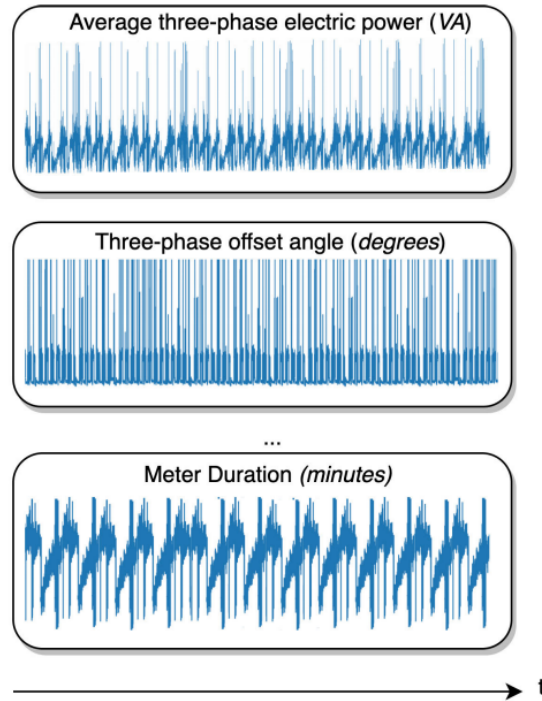 Average three-phase electric power (VA)
Three-phase offset angle (degrees)
...
Meter Duration (minutes)
t